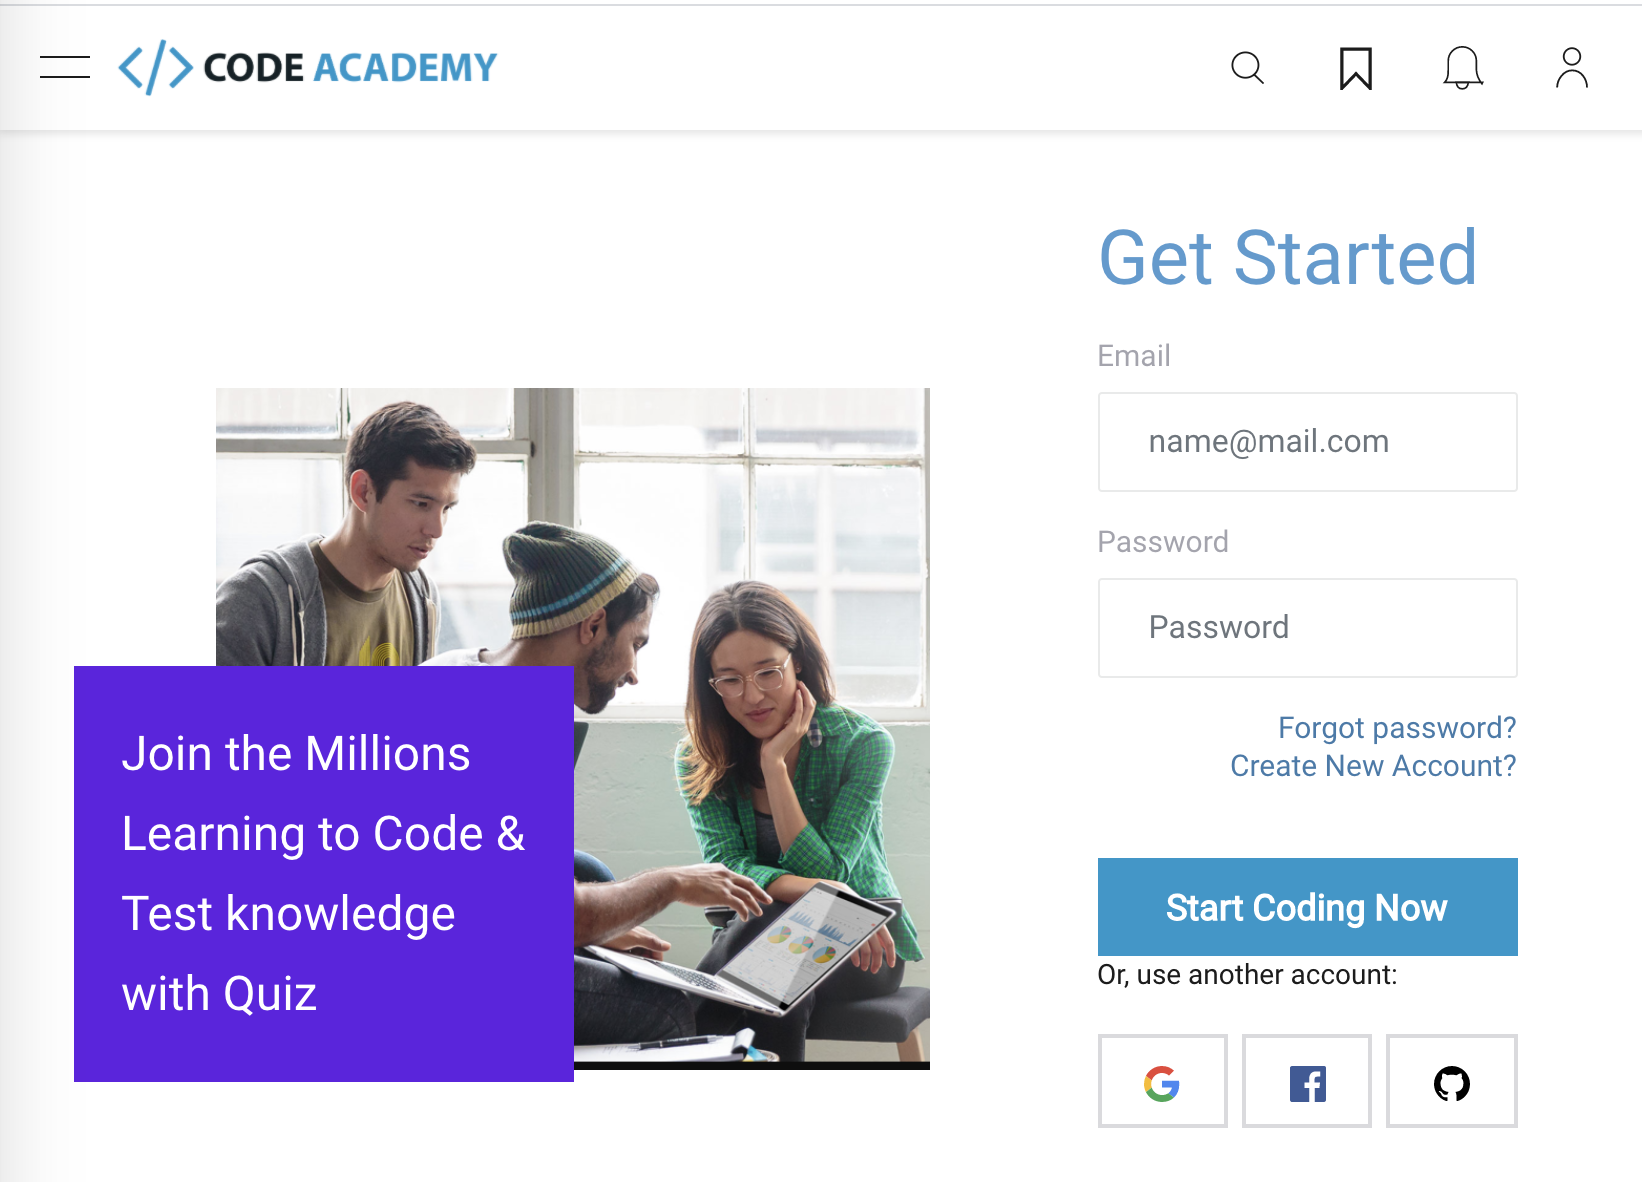 </> CODE ACADEMY
Get Started
Email
name@mail.com
Password
Password
Forgot password?
Create New Account?
Start Coding Now
Or, use another account:
Join the Millions
Learning to Code &
Test knowledge
with Quiz